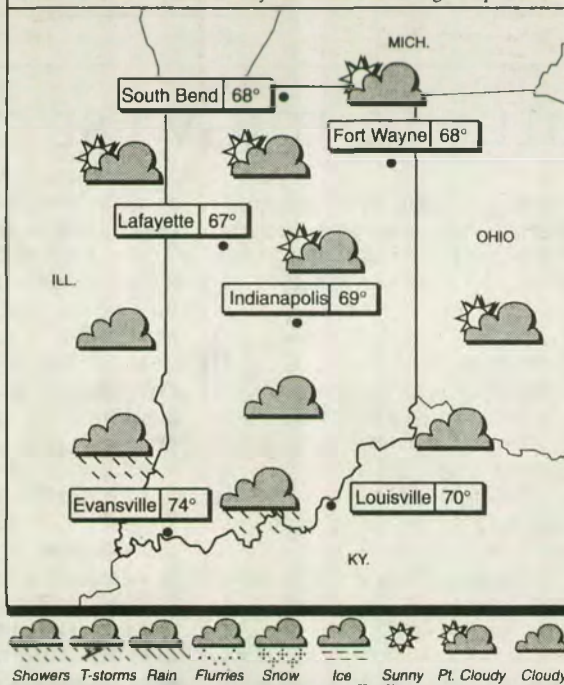 MICH.
South Bend 68°
Fort Wayne 68°
Lafayette 67°
OHIO
ILL.
Indianapolis 69°
Evansville 74°
Louisville 70°
KY.
Showers T-storms Rain Flurries Snow Ice Sunny Pt. Cloudy Cloudy